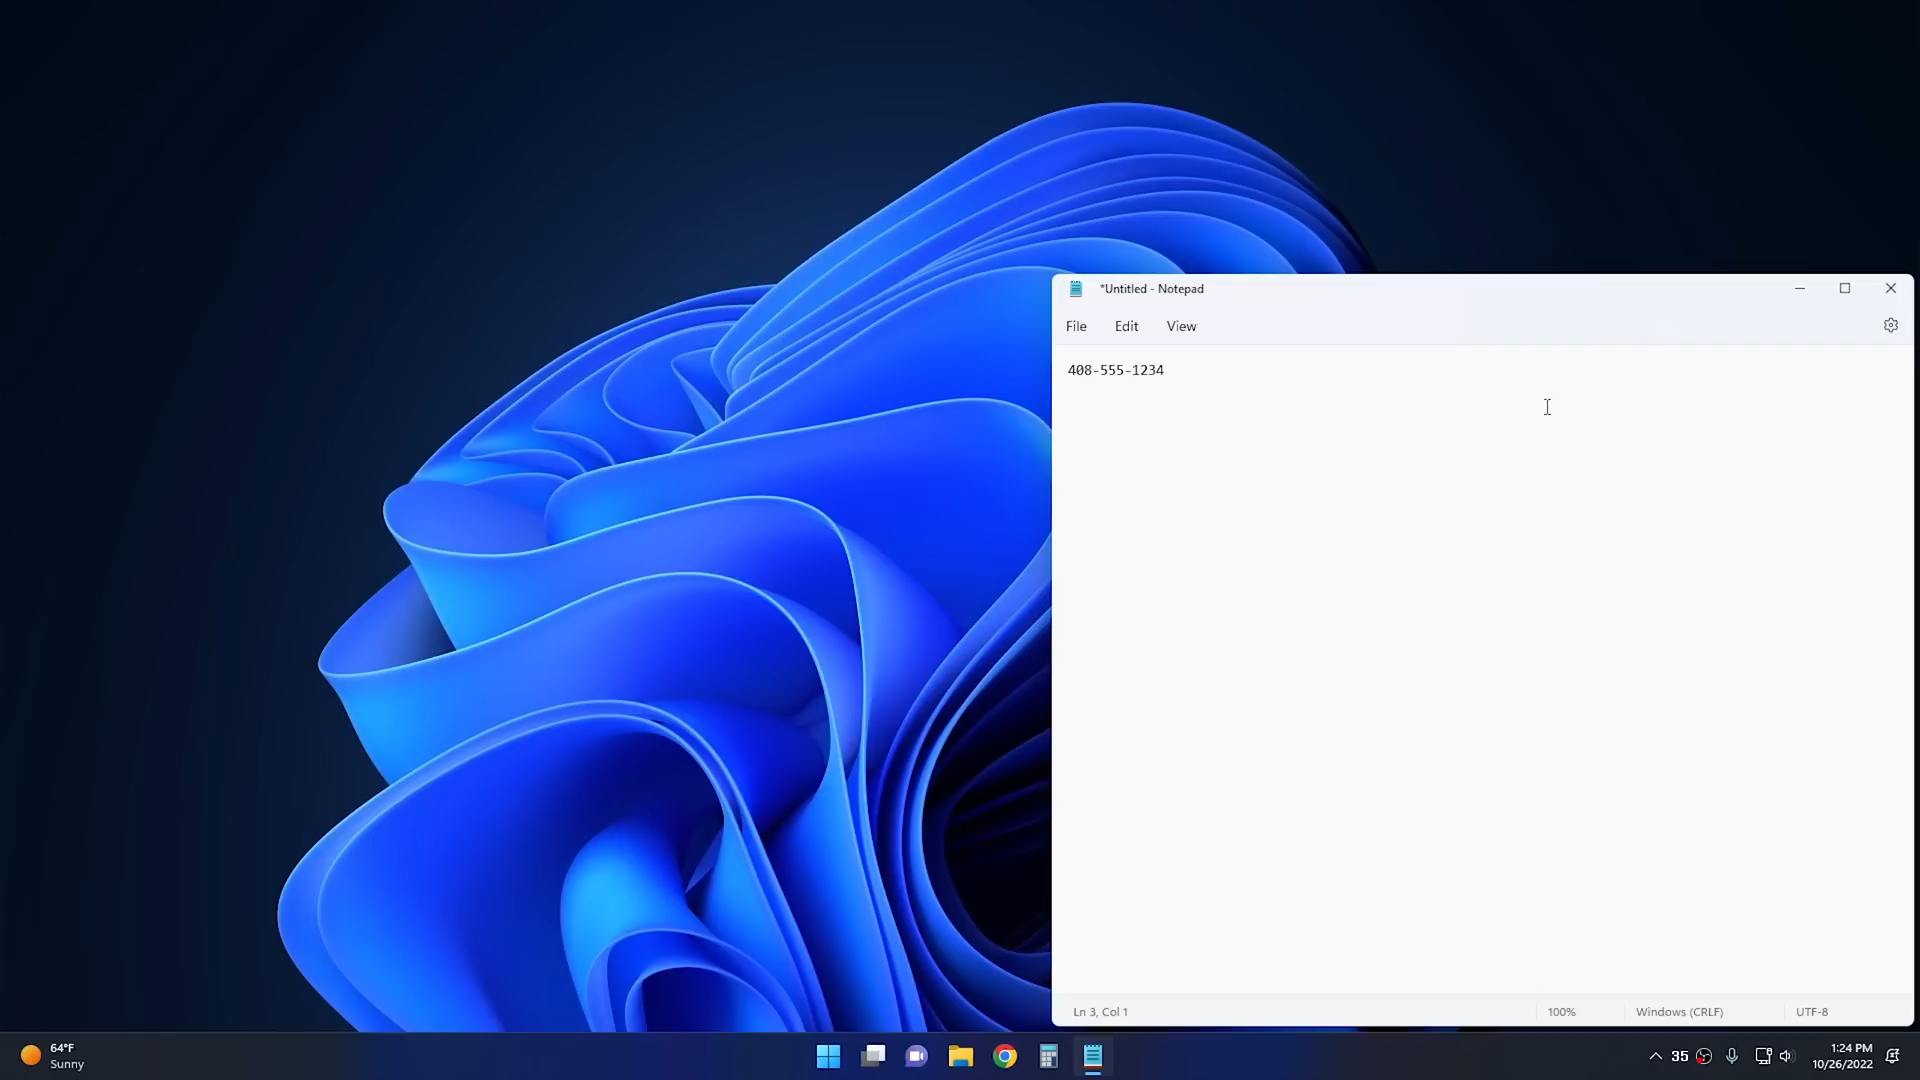 *Untitled - Notepad
File Edit View
408-555-1234
Ln 3, Col 1 100% Windows (CRLF) UTF-8
64°F
Sunny
35
1:24 PM
10/26/2022